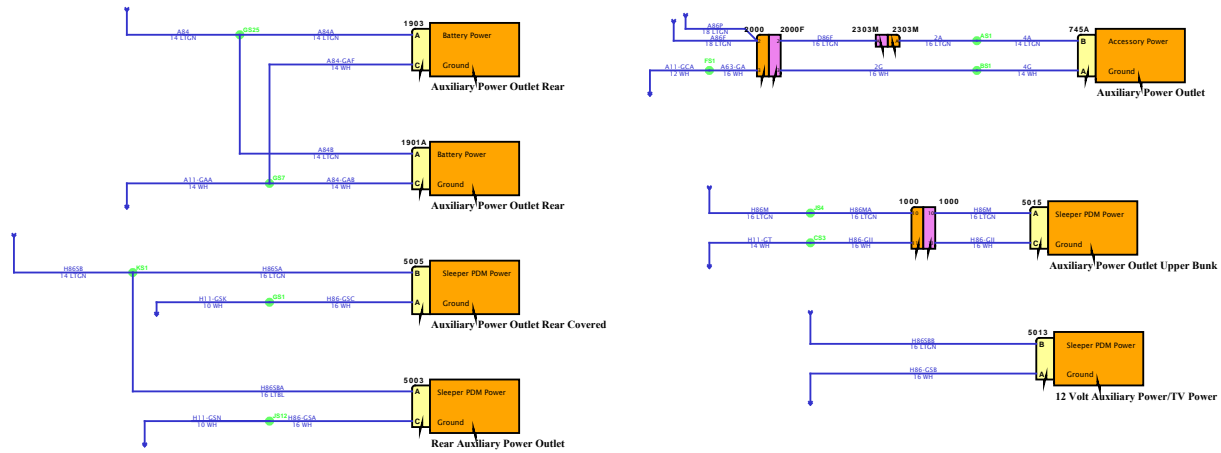 1903
A84
14 LTGN
QS25
A84A
14 LTGN
A
Battery Power
A84-GAF
14 WH
C
Ground
Auxiliary Power Outlet Rear
1901A
A84B
14 LTGN
A
Battery Power
A11-GAA
14 WH
A84-GAB
14 WH
C
Ground
Auxiliary Power Outlet Rear
5005
H86SB
14 LTGN
KS1
H86SA
16 LTGN
B
Sleeper PDM Power
H11-GSK
10 WH
GS1
H86-GSC
16 WH
A
Ground
Auxiliary Power Outlet Rear Covered
5003
H86SBA
16 LTBL
A
Sleeper PDM Power
H11-GSN
10 WH
JS12
H86-GSA
16 WH
C
Ground
Rear Auxiliary Power Outlet
A86P
18 LTGN
A86F
18 LTGN
2000
2000F
D86F
16 LTGN
2303M
2303M
2A
16 LTGN
AS1
4A
14 LTGN
745A
B
Accessory Power
A11-GCA
12 WH
FS1
A63-GA
16 WH
2G
16 WH
BS1
4G
14 WH
A
Ground
Auxiliary Power Outlet
1000
1000
5015
H86M
16 LTGN
JS4
H86MA
16 LTGN
10
10
H86M
16 LTGN
A
Sleeper PDM Power
H11-GT
14 WH
CS3
H86-GII
16 WH
H86-GII
16 WH
C
Ground
Auxiliary Power Outlet Upper Bunk
5013
H86SBB
16 LTGN
B
Sleeper PDM Power
H86-GSB
16 WH
A
Ground
12 Volt Auxiliary Power/TV Power